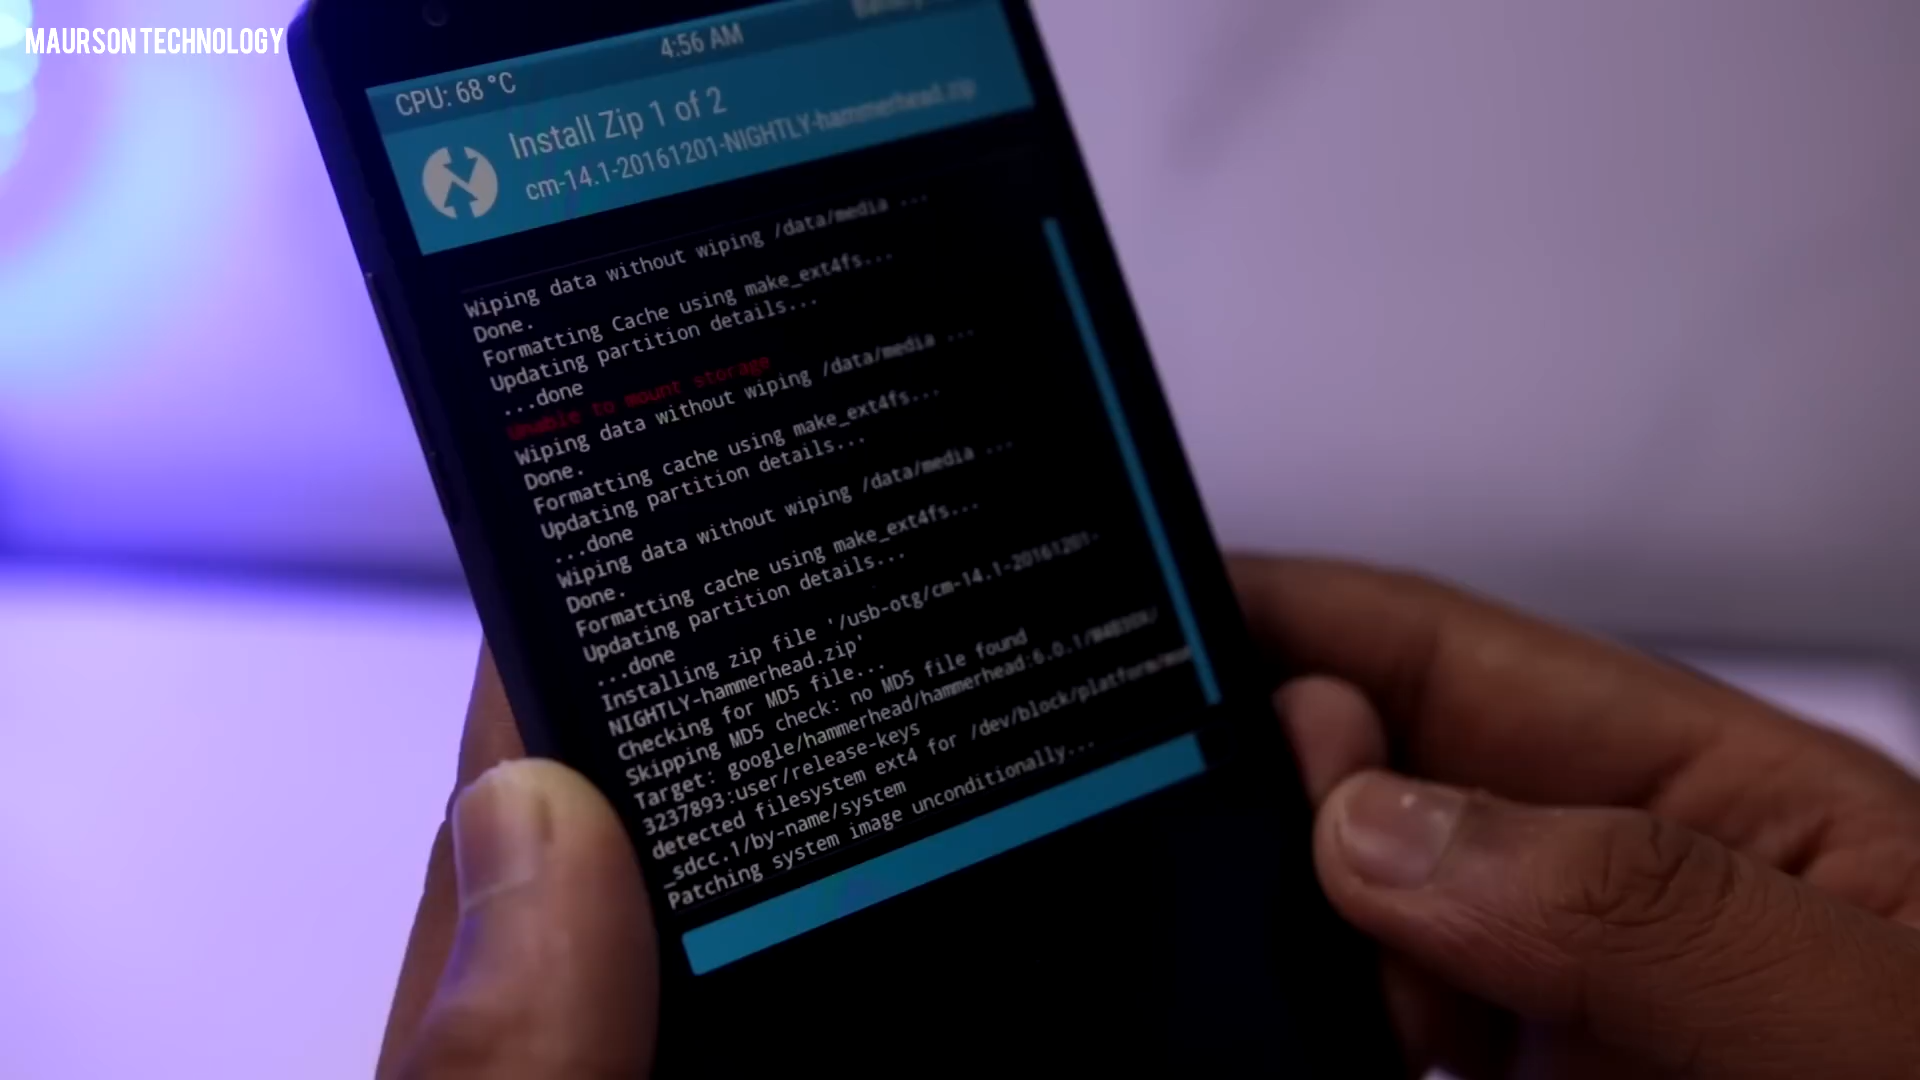 MAURSON TECHNOLOGY
4:56 AM
CPU: 68 °C
Install Zip 1 of 2
cm-14.1-20161201-NIGHTLY-hammerhead.zip
Wiping data without wiping /data/media ...
Done.
Formatting Cache using make_ext4fs...
Updating partition details...
...done
Unable to mount storage
Wiping data without wiping /data/media ...
Done.
Formatting cache using make_ext4fs...
Updating partition details...
...done
Wiping data without wiping /data/media ...
Done.
Formatting cache using make_ext4fs...
Updating partition details...
...done
Installing zip file '/usb-otg/cm-14.1-20161201-
NIGHTLY-hammerhead.zip'
Checking for MD5 file...
Skipping MD5 check: no MD5 file found
Target: google/hammerhead/hammerhead:6.0.1/
3237893:user/release-keys
detected filesystem ext4 for /dev/block/platform/
_sdcc.1/by-name/system
Patching system image unconditionally...